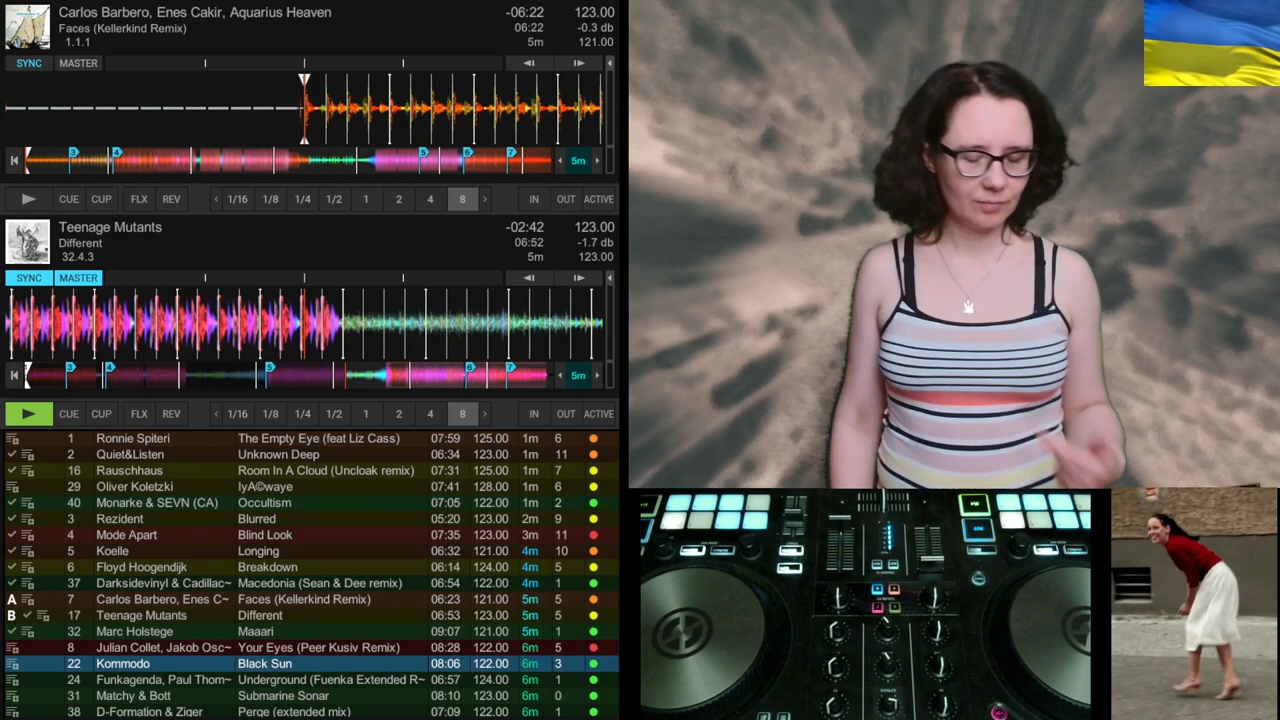 Carlos Barbero, Enes Cakir, Aquarius Heaven -06:22 123.00
Faces (Kellerkind Remix) 06:22 -0.3 db
1.1.1 5m 121.00
SYNC MASTER
3 4 5 6 7 5m
CUE CUP FLX REV 1/16 1/8 1/4 1/2 1 2 4 8 IN OUT ACTIVE
Teenage Mutants -02:42 123.00
Different 06:52 -1.7 db
32.4.3 5m 123.00
SYNC MASTER
3 4 5 6 7 5m
CUE CUP FLX REV 1/16 1/8 1/4 1/2 1 2 4 8 IN OUT ACTIVE
1 Ronnie Spiteri The Empty Eye (feat Liz Cass) 07:59 125.00 1m 6
2 Quiet&Listen Unknown Deep 06:34 123.00 1m 11
16 Rauschhaus Room In A Cloud (Uncloak remix) 07:31 125.00 1m 7
29 Oliver Koletzki IyA©waye 07:41 128.00 1m 6
40 Monarke & SEVN (CA) Occultism 07:05 122.00 1m 2
3 Rezident Blurred 05:20 123.00 2m 9
4 Mode Apart Blind Look 07:35 123.00 3m 11
5 Koelle Longing 06:32 121.00 4m 10
6 Floyd Hoogendijk Breakdown 06:14 124.00 4m 5
37 Darksidevinyl & Cadillac~ Macedonia (Sean & Dee remix) 06:54 122.00 4m 1
A 7 Carlos Barbero, Enes C~ Faces (Kellerkind Remix) 06:23 121.00 5m 5
B 17 Teenage Mutants Different 06:53 123.00 5m 5
32 Marc Holstege Maaari 09:07 121.00 5m 1
8 Julian Collet, Jakob Osc~ Your Eyes (Peer Kusiv Remix) 08:28 122.00 6m 5
22 Kommodo Black Sun 08:06 122.00 6m 3
24 Funkagenda, Paul Thom~ Underground (Fuenka Extended R~ 06:57 124.00 6m 1
31 Matchy & Bott Submarine Sonar 08:10 123.00 6m 0
38 D-Formation & Ziger Perge (extended mix) 07:09 122.00 6m 1